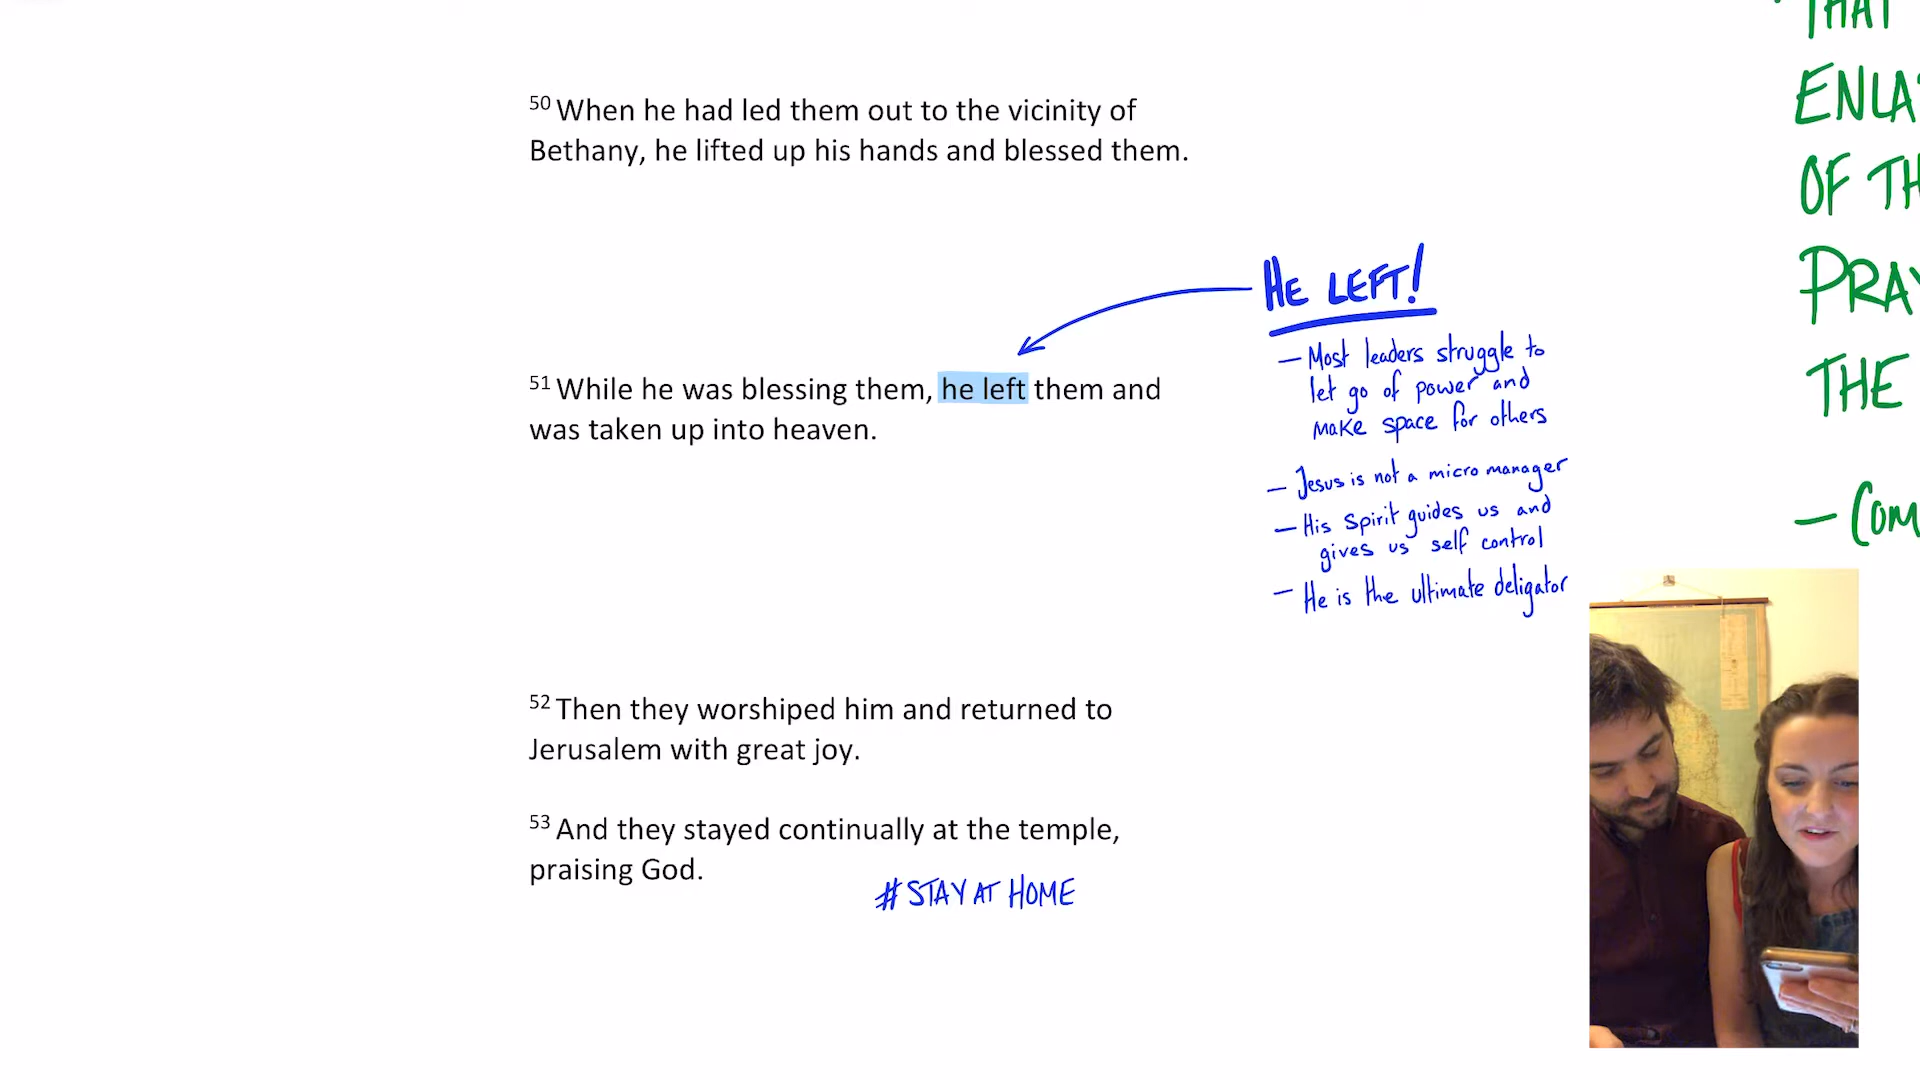 50 When he had led them out to the vicinity of
Bethany, he lifted up his hands and blessed them.
HE LEFT!
— Most leaders struggle to
let go of power and
make space for others
51 While he was blessing them, he left them and
was taken up into heaven.
— Jesus is not a micro manager
— His Spirit guides us and
gives us self control
— He is the ultimate deligator
52 Then they worshiped him and returned to
Jerusalem with great joy.
53 And they stayed continually at the temple,
praising God.
# STAY AT HOME
THAT
OF
THE